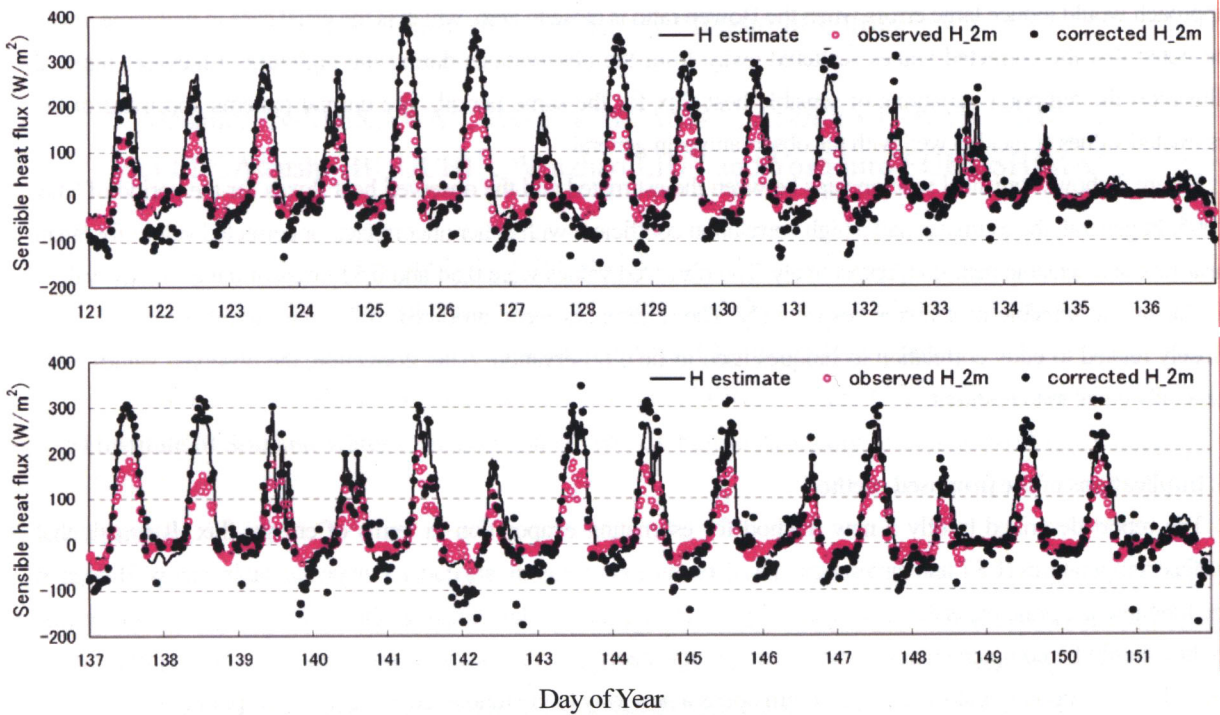 400
300
200
100
0
-100
-200
Sensible heat flux (W/m²)
H estimate
observed H_2m
corrected H_2m
121 122 123 124 125 126 127 128 129 130 131 132 133 134 135 136
400
300
200
100
0
-100
-200
Sensible heat flux (W/m²)
H estimate
observed H_2m
corrected H_2m
137 138 139 140 141 142 143 144 145 146 147 148 149 150 151
Day of Year